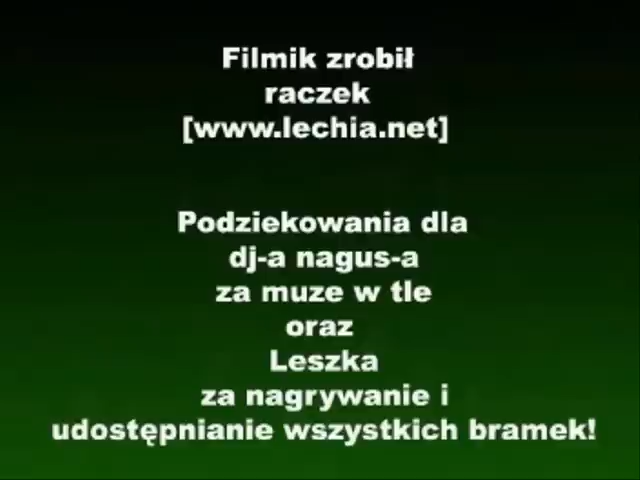 Filmik zrobił
raczek
[www.lechia.net]
Podziekowania dla
dj-a nagus-a
za muze w tle
oraz
Leszka
za nagrywanie i
udostępnianie wszystkich bramek!